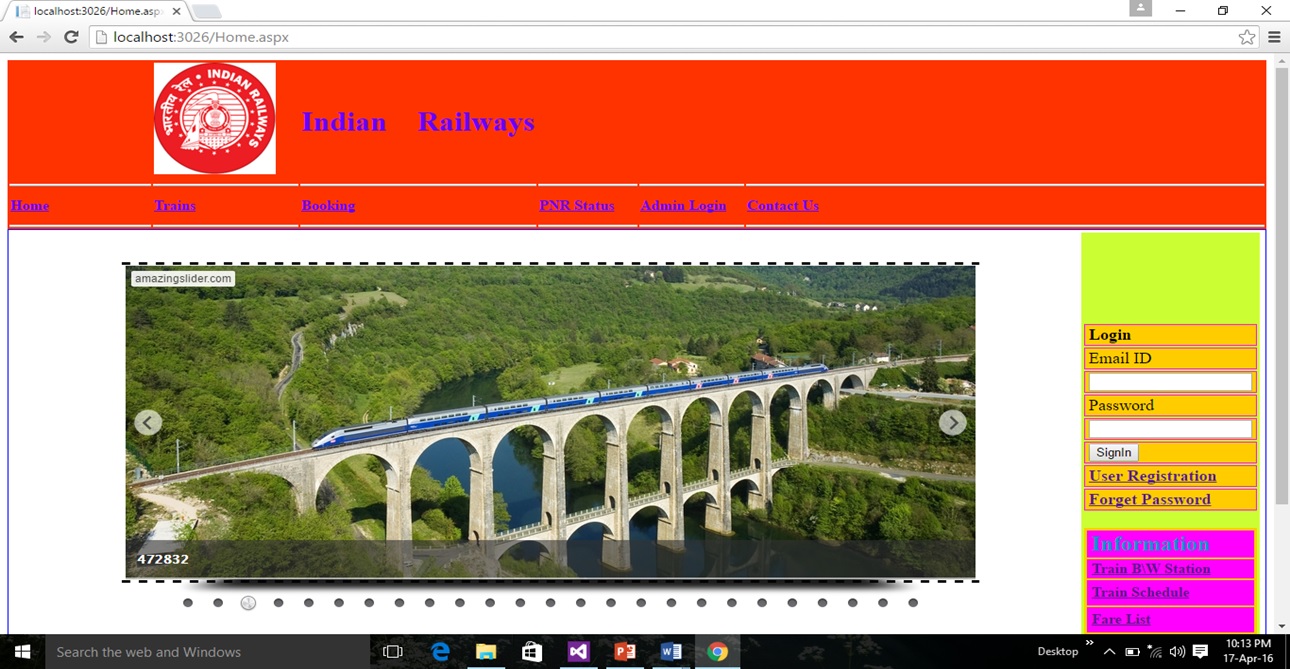 localhost:3026/Home.asp
localhost:3026/Home.aspx
भारतीय रेल • INDIAN RAILWAYS
Indian Railways
Home Trains Booking PNR Status Admin Login Contact Us
amazingslider.com
472832
Login
Email ID
Password
SignIn
User Registration
Forget Password
Information
Train B\W Station
Train Schedule
Fare List
Search the web and Windows
Desktop
10:13 PM
17-Apr-16